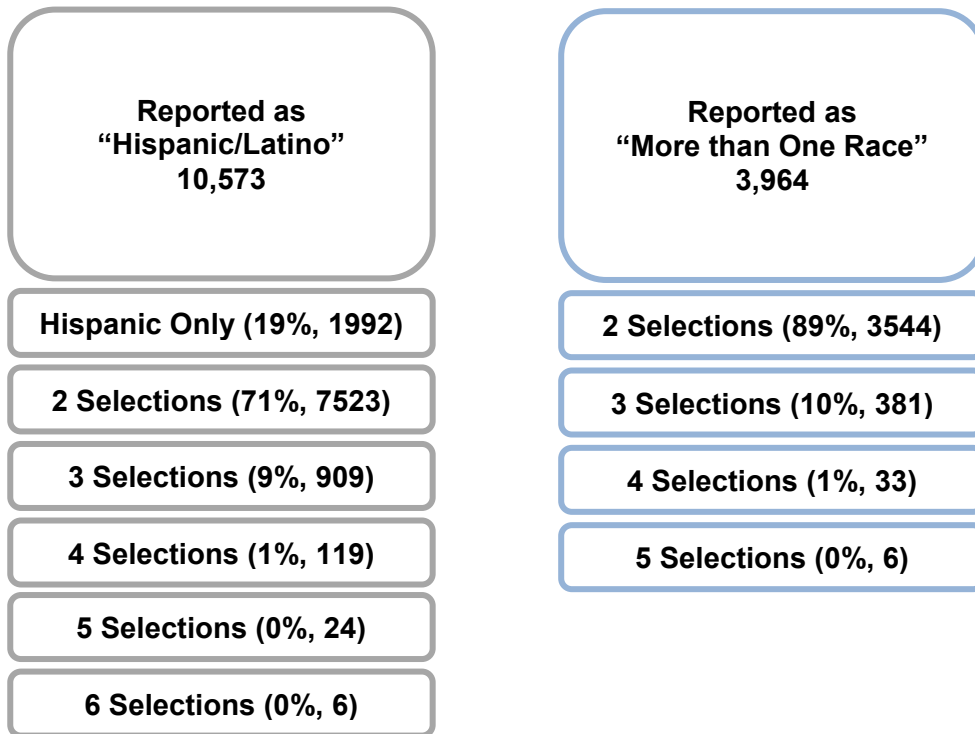 Reported as
“Hispanic/Latino”
10,573
Hispanic Only (19%, 1992)
2 Selections (71%, 7523)
3 Selections (9%, 909)
4 Selections (1%, 119)
5 Selections (0%, 24)
6 Selections (0%, 6)
Reported as
“More than One Race”
3,964
2 Selections (89%, 3544)
3 Selections (10%, 381)
4 Selections (1%, 33)
5 Selections (0%, 6)